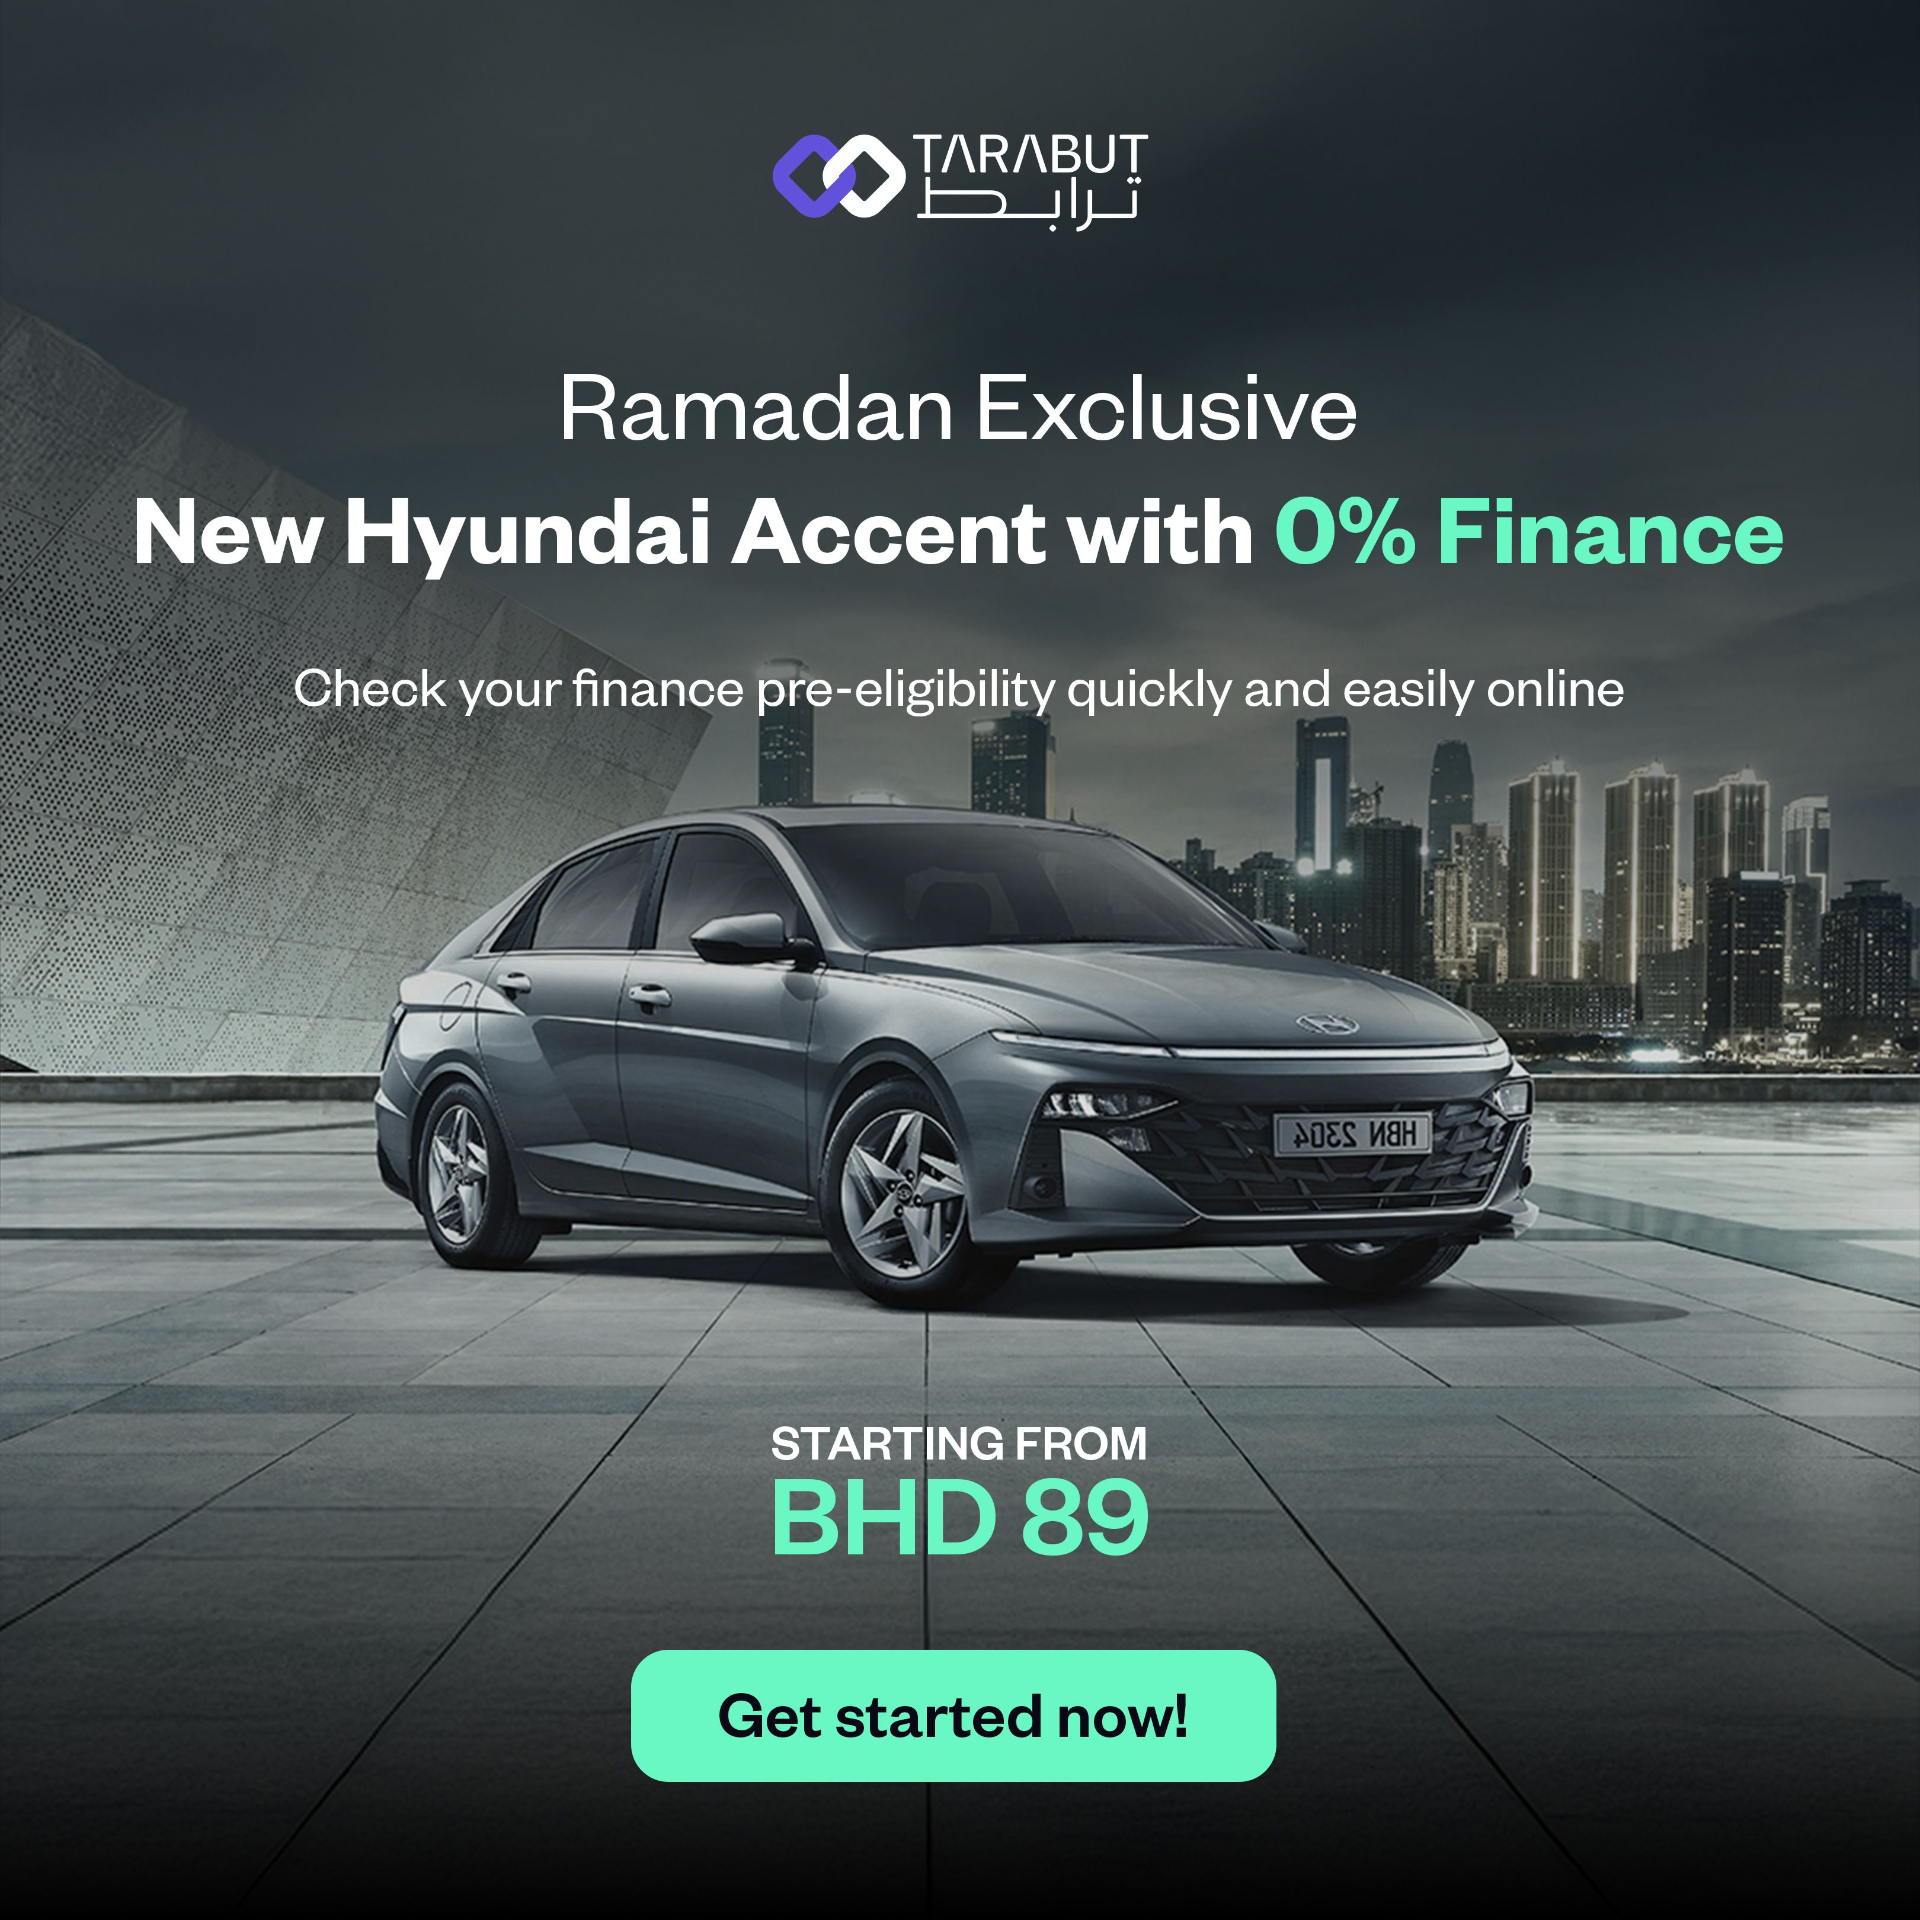 TARABUT
ترابط
Ramadan Exclusive
New Hyundai Accent with 0% Finance
Check your finance pre-eligibility quickly and easily online
HBN 2304
STARTING FROM
BHD 89
Get started now!